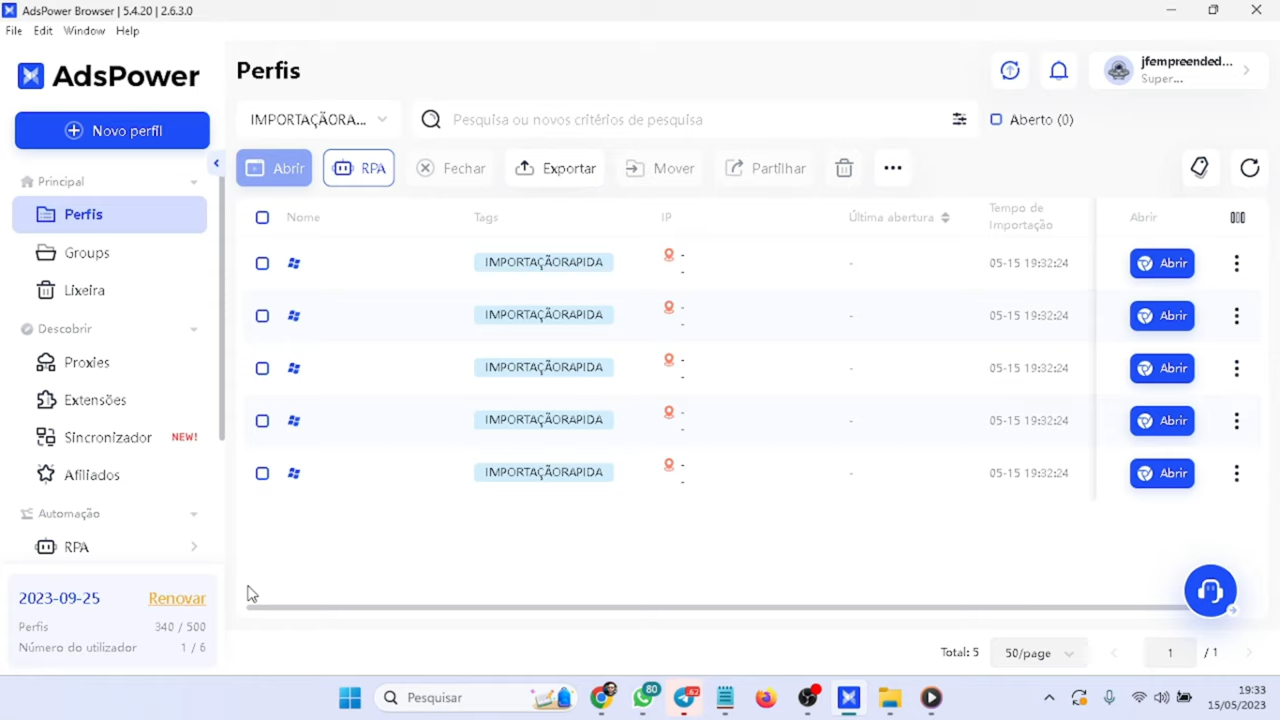 AdsPower Browser | 5.4.20 | 2.6.3.0
File Edit Window Help
AdsPower
Perfis
jfempreended...
Super...
Novo perfil
IMPORTAÇÃORA...
Pesquisa ou novos critérios de pesquisa
Aberto (0)
Abrir
RPA
Fechar
Exportar
Mover
Partilhar
Principal
Perfis
Groups
Lixeira
Descobrir
Proxies
Extensões
Sincronizador NEW!
Afiliados
Automação
RPA
2023-09-25 Renovar
Perfis 340 / 500
Número do utilizador 1 / 6
Nome Tags IP Última abertura Tempo de Importação Abrir
IMPORTAÇÃORAPIDA - - - 05-15 19:32:24 Abrir
IMPORTAÇÃORAPIDA - - - 05-15 19:32:24 Abrir
IMPORTAÇÃORAPIDA - - - 05-15 19:32:24 Abrir
IMPORTAÇÃORAPIDA - - - 05-15 19:32:24 Abrir
IMPORTAÇÃORAPIDA - - - 05-15 19:32:24 Abrir
Total: 5 50/page 1 / 1
Pesquisar
80
62
19:33
15/05/2023